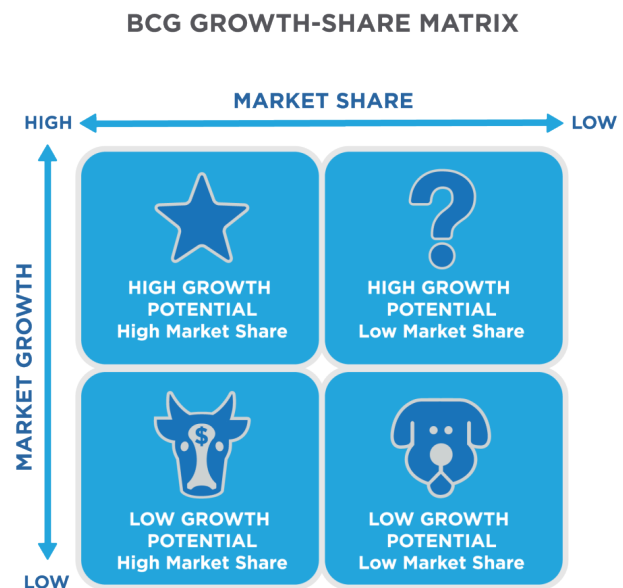 BCG GROWTH-SHARE MATRIX
MARKET SHARE
HIGH
LOW
MARKET GROWTH
HIGH GROWTH
POTENTIAL
High Market Share
?
HIGH GROWTH
POTENTIAL
Low Market Share
$
LOW GROWTH
POTENTIAL
High Market Share
LOW GROWTH
POTENTIAL
Low Market Share
LOW